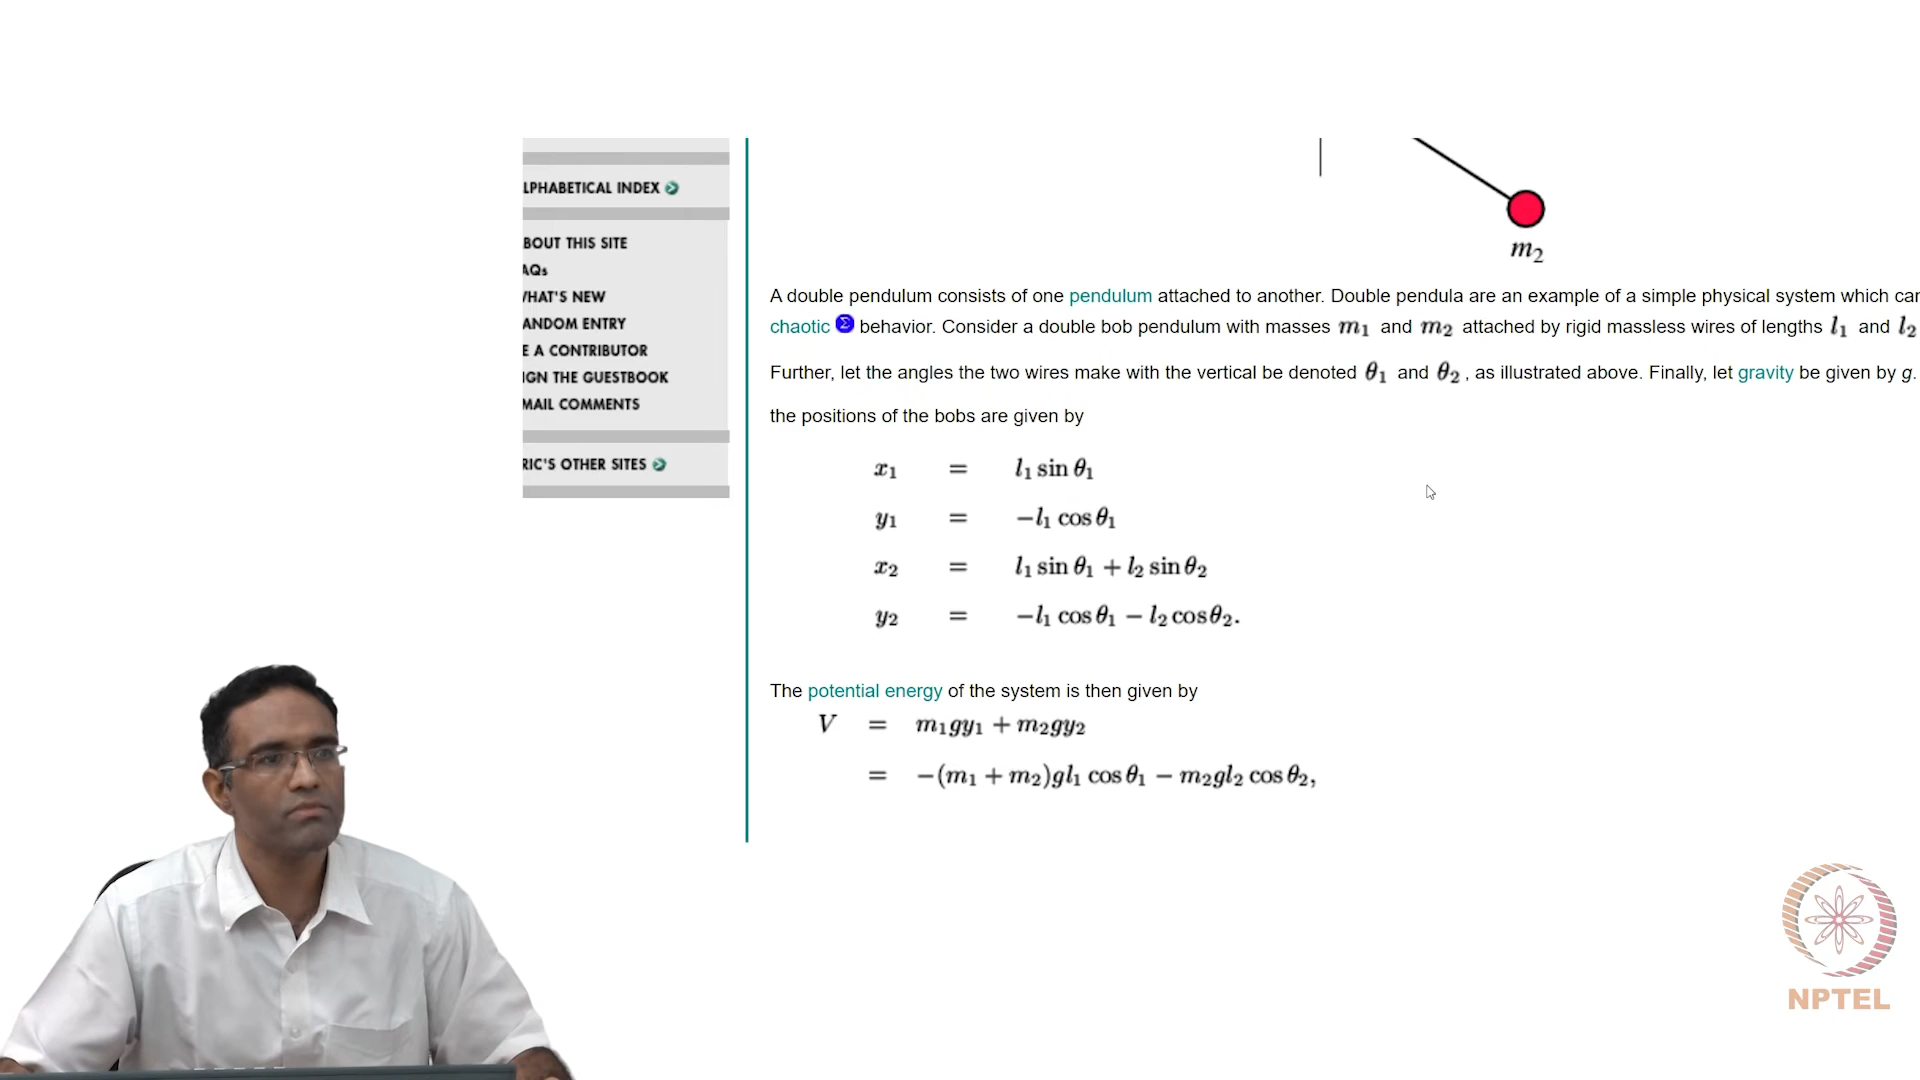 LPHABETICAL INDEX
BOUT THIS SITE
AQs
HAT'S NEW
ANDOM ENTRY
E A CONTRIBUTOR
IGN THE GUESTBOOK
MAIL COMMENTS
RIC'S OTHER SITES
m₂
A double pendulum consists of one pendulum attached to another. Double pendula are an example of a simple physical system which can
chaotic Σ behavior. Consider a double bob pendulum with masses m₁ and m₂ attached by rigid massless wires of lengths l₁ and l₂
Further, let the angles the two wires make with the vertical be denoted θ₁ and θ₂, as illustrated above. Finally, let gravity be given by g.
the positions of the bobs are given by
x₁ = l₁ sin θ₁
y₁ = −l₁ cos θ₁
x₂ = l₁ sin θ₁ + l₂ sin θ₂
y₂ = −l₁ cos θ₁ − l₂ cos θ₂.
The potential energy of the system is then given by
V = m₁gy₁ + m₂gy₂
= −(m₁ + m₂)gl₁ cos θ₁ − m₂gl₂ cos θ₂,
NPTEL